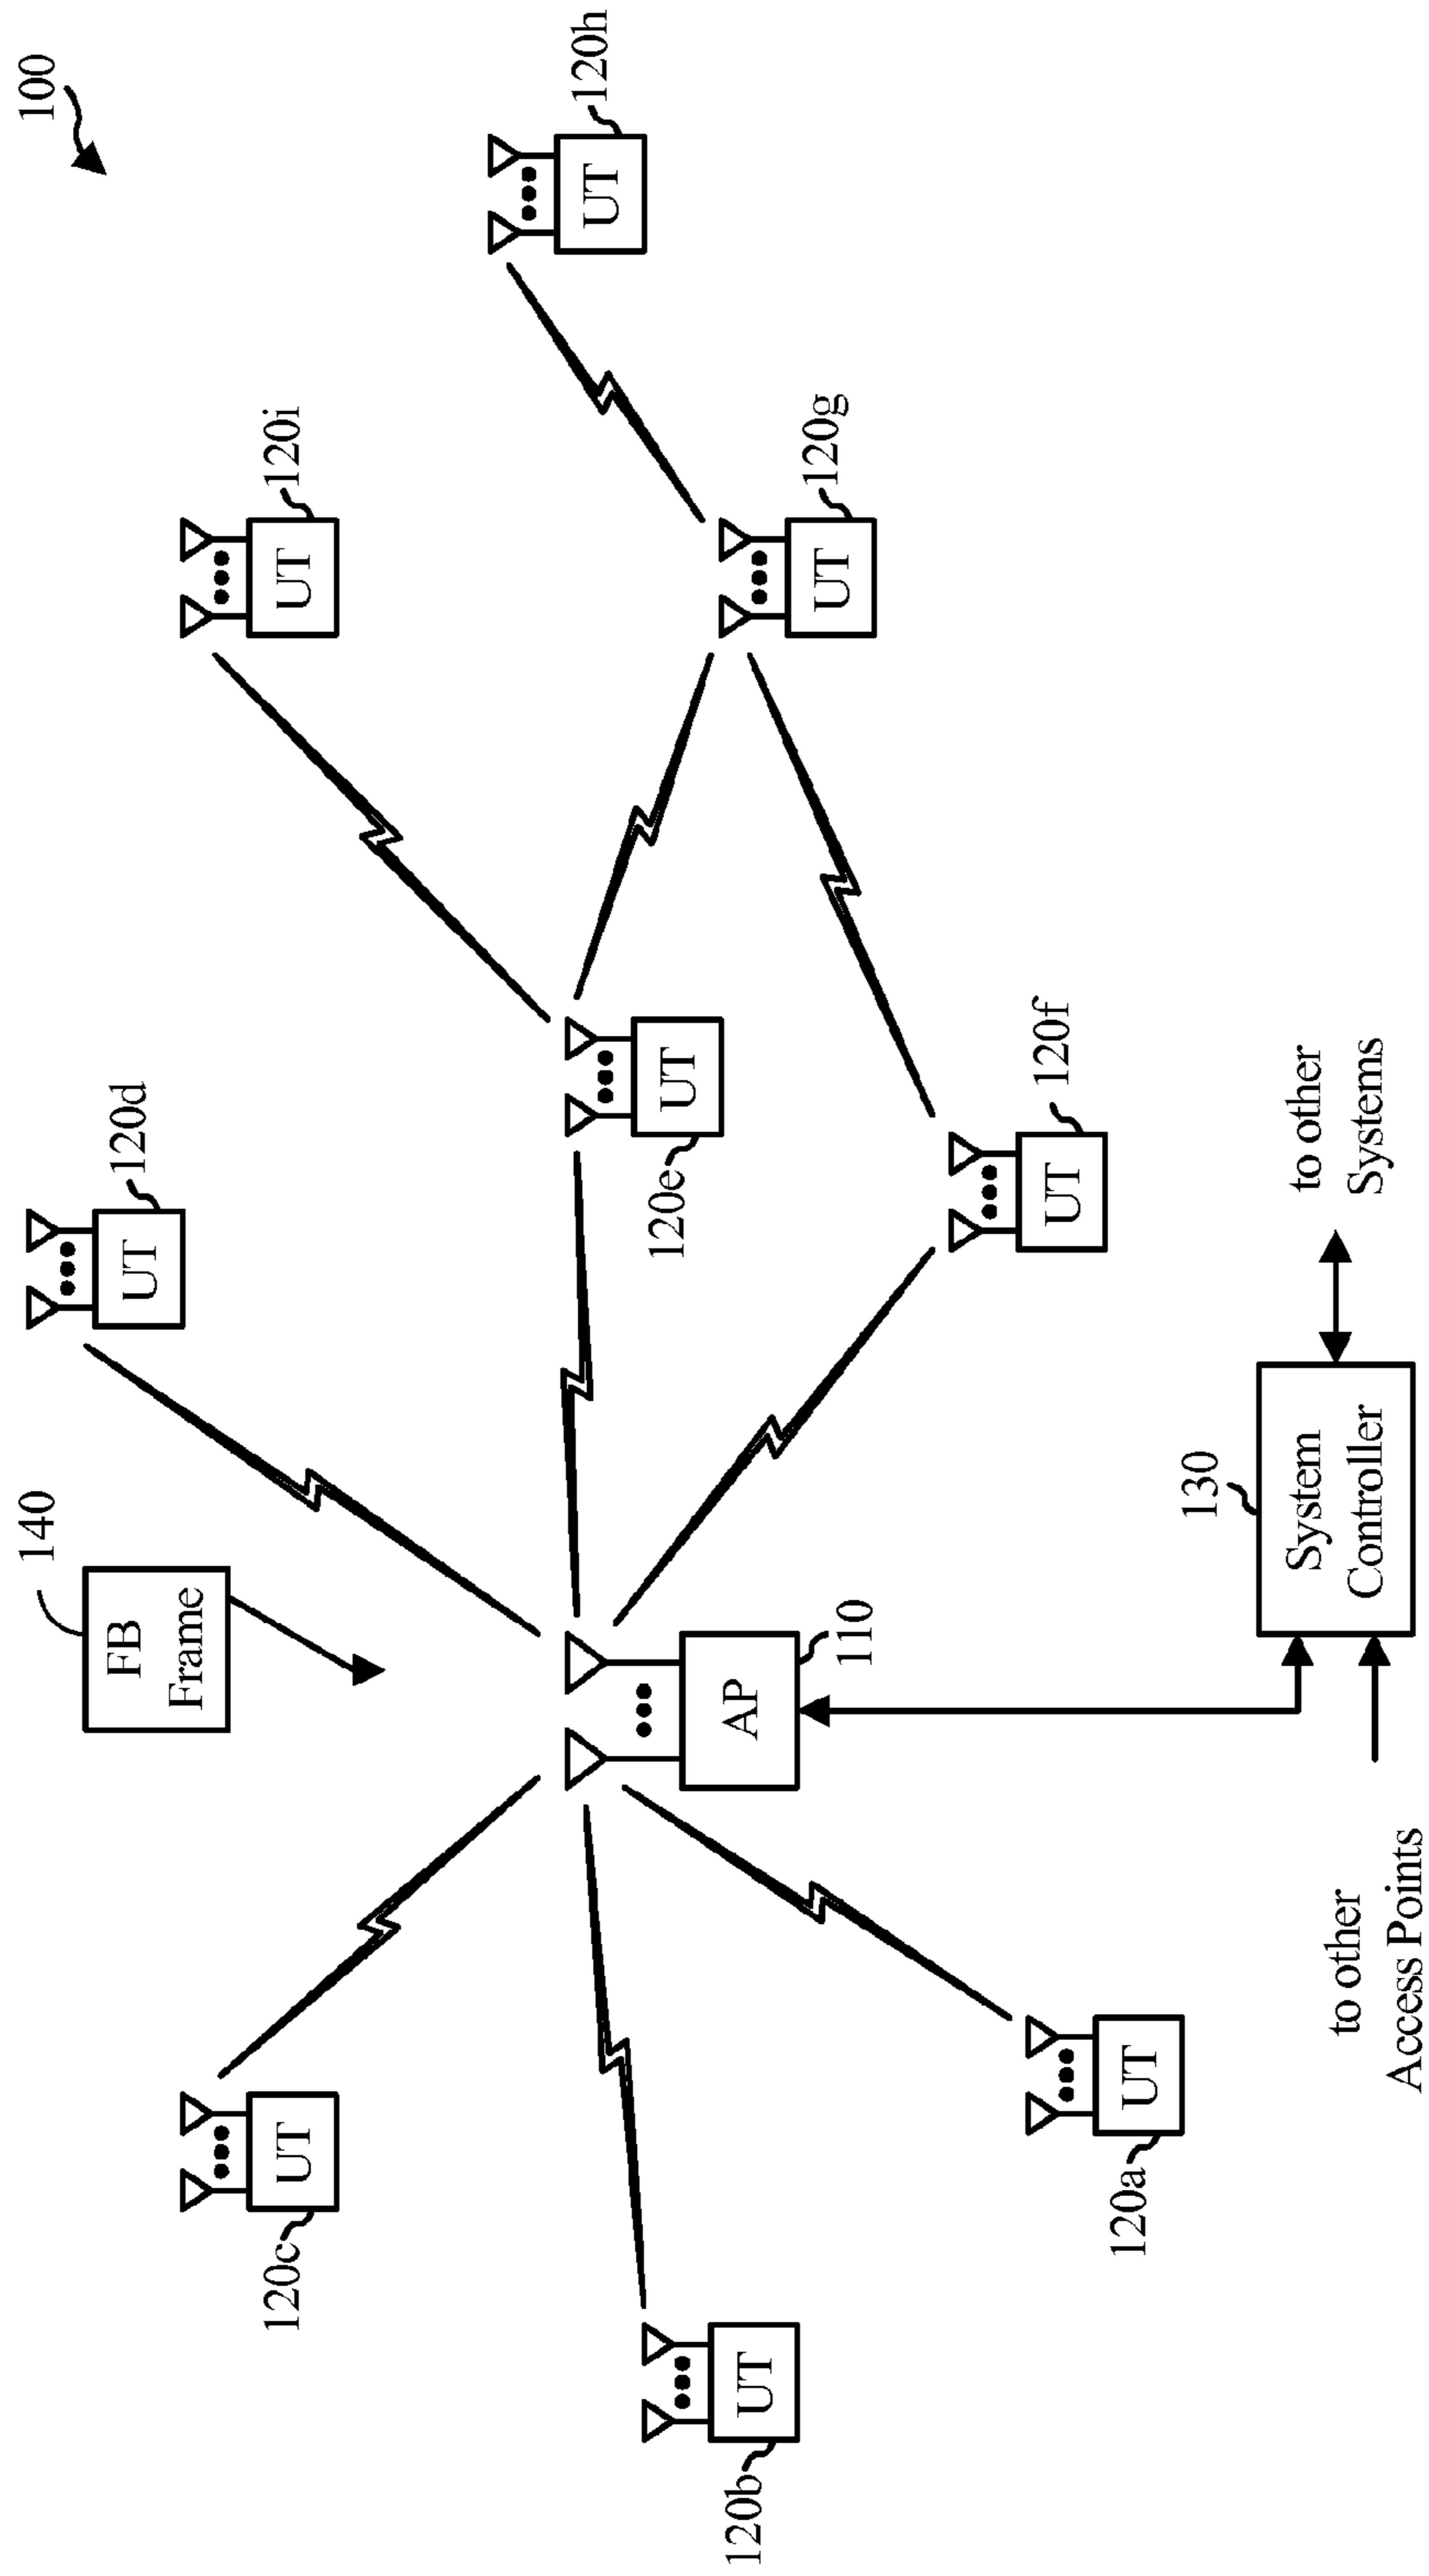 100
120d
UT
140
FB
Frame
120i
UT
120c
UT
120h
UT
120e
UT
120g
UT
120b
UT
AP
110
120f
UT
120a
UT
130
System
Controller
to other
Systems
to other
Access Points